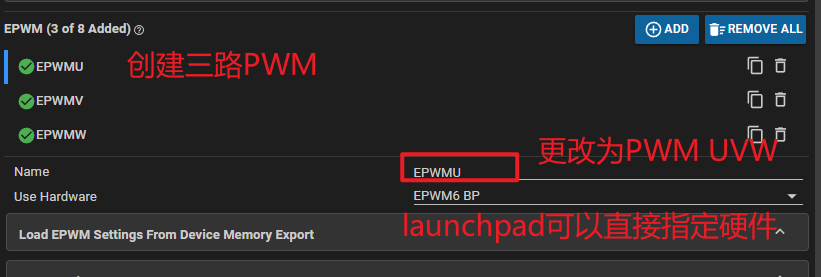 EPWM (3 of 8 Added)
ADD
REMOVE ALL
EPWMU
创建三路PWM
EPWMV
EPWMW
更改为PWM UVW
Name
EPWMU
Use Hardware
EPWM6 BP
launchpad可以直接指定硬件
Load EPWM Settings From Device Memory Export